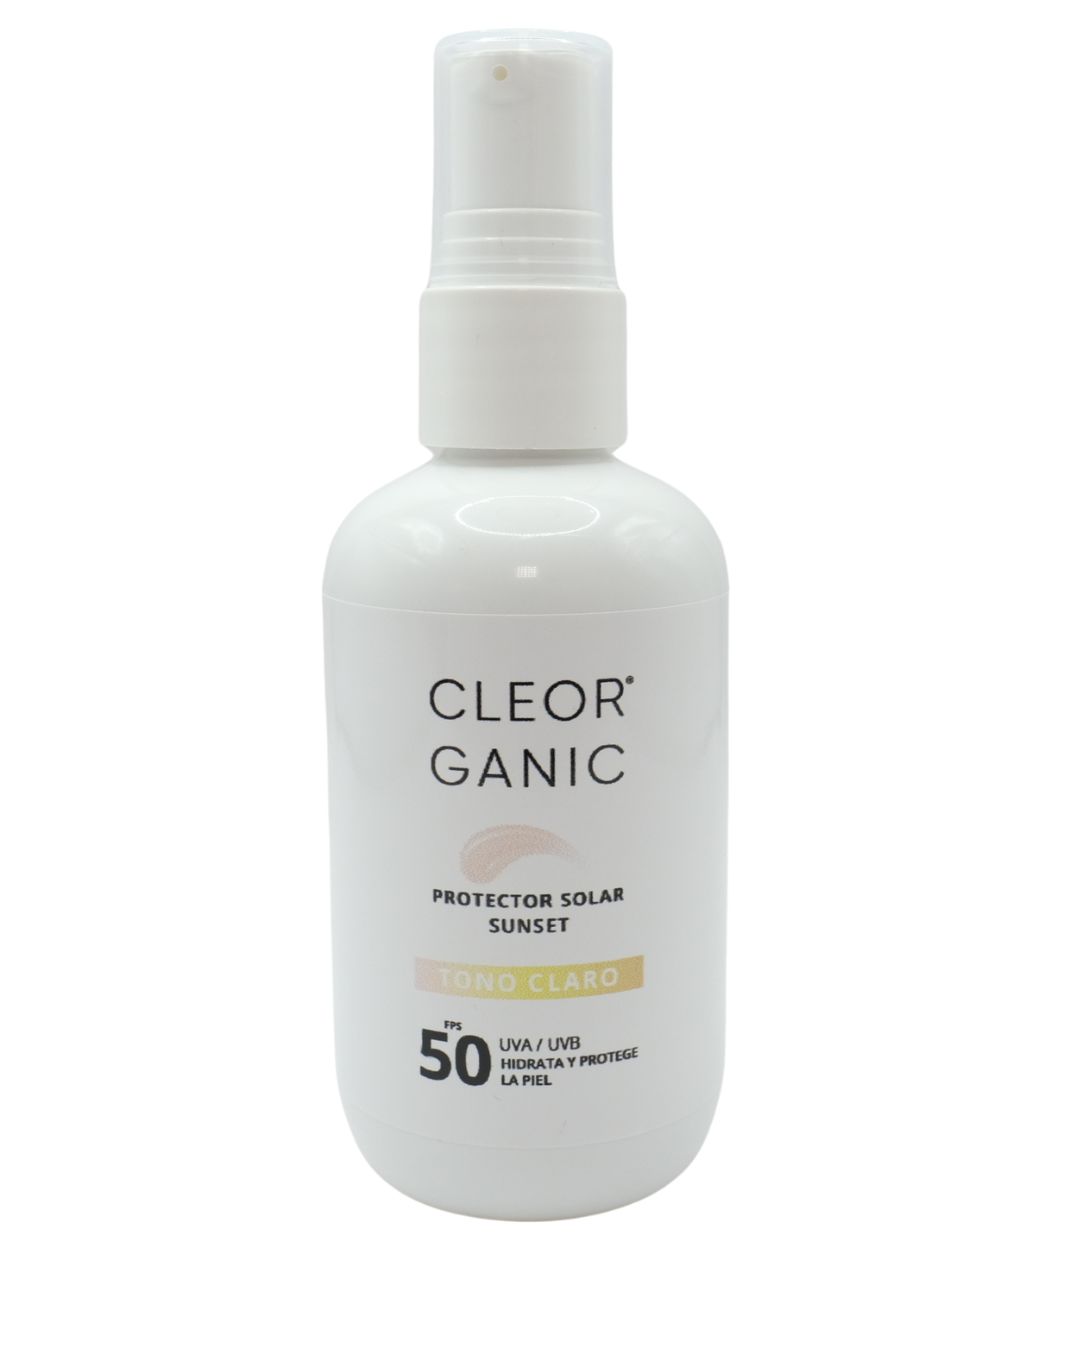 CLEOR®
GANIC
PROTECTOR SOLAR
SUNSET
TONO CLARO
FPS
50
UVA / UVB
HIDRATA Y PROTEGE
LA PIEL